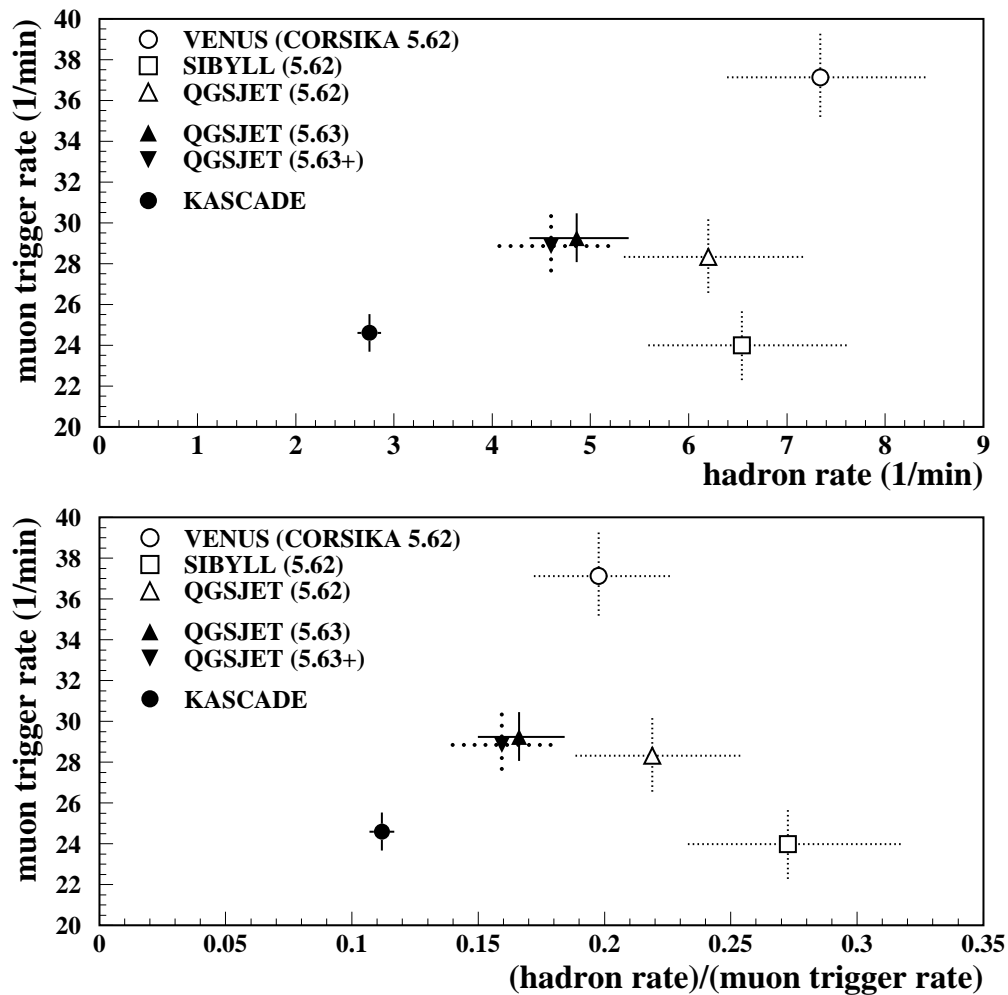 40
38
36
34
32
30
28
26
24
22
20
muon trigger rate (1/min)
VENUS (CORSIKA 5.62)
SIBYLL (5.62)
QGSJET (5.62)
QGSJET (5.63)
QGSJET (5.63+)
KASCADE
0 1 2 3 4 5 6 7 8 9
hadron rate (1/min)
40
38
36
34
32
30
28
26
24
22
20
muon trigger rate (1/min)
VENUS (CORSIKA 5.62)
SIBYLL (5.62)
QGSJET (5.62)
QGSJET (5.63)
QGSJET (5.63+)
KASCADE
0 0.05 0.1 0.15 0.2 0.25 0.3 0.35
(hadron rate)/(muon trigger rate)